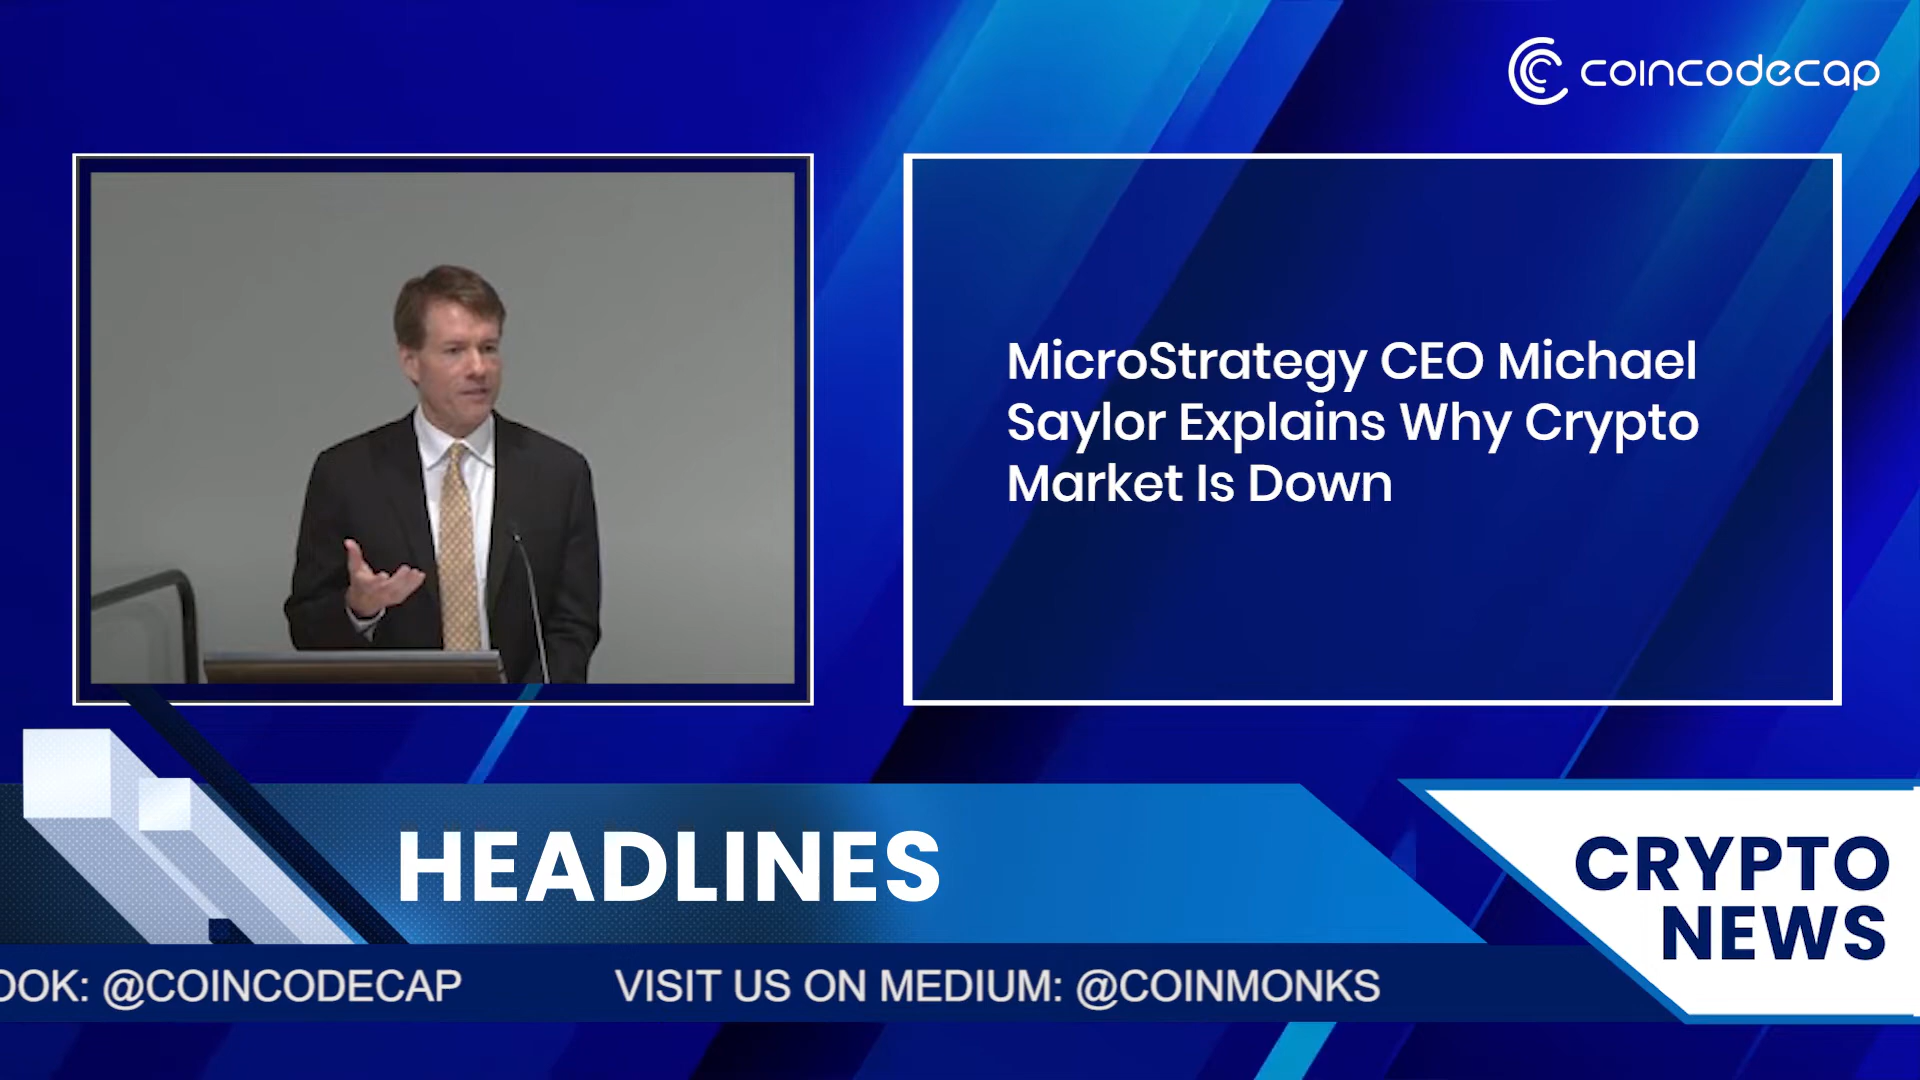 coincodecap
MicroStrategy CEO Michael
Saylor Explains Why Crypto
Market Is Down
HEADLINES
CRYPTO
NEWS
OOK: @COINCODECAP VISIT US ON MEDIUM: @COINMONKS